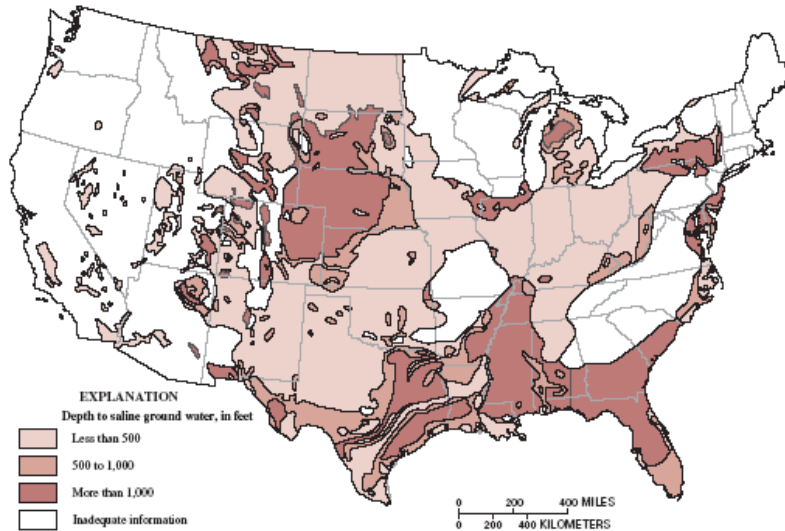 EXPLANATION
Depth to saline ground water, in feet
Less than 500
500 to 1,000
More than 1,000
Inadequate information
0 200 400 MILES
0 200 400 KILOMETERS